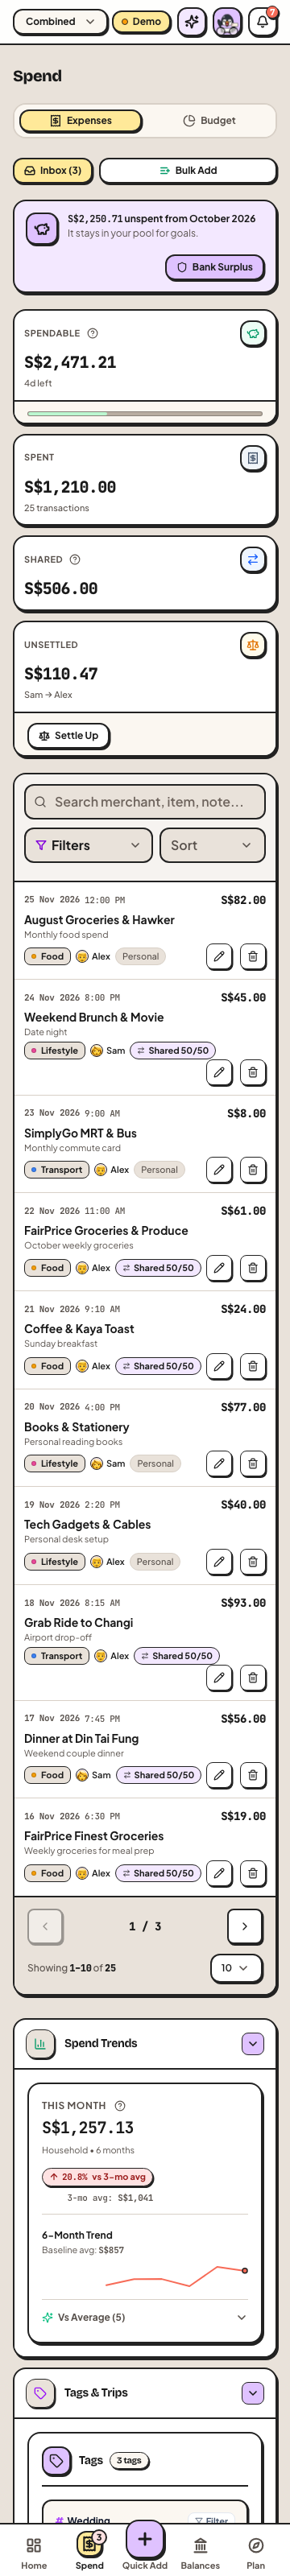 Combined
Demo
7
Spend
Expenses
Budget
Inbox (3)
Bulk Add
S$2,250.71 unspent from October 2026
It stays in your pool for goals.
Bank Surplus
SPENDABLE
S$2,471.21
4d left
SPENT
S$1,210.00
25 transactions
SHARED
S$506.00
UNSETTLED
S$110.47
Sam → Alex
Settle Up
Search merchant, item, note...
Filters
Sort
25 Nov 2026 12:00 PM
S$82.00
August Groceries & Hawker
Monthly food spend
Food Alex Personal
24 Nov 2026 8:00 PM
S$45.00
Weekend Brunch & Movie
Date night
Lifestyle Sam Shared 50/50
23 Nov 2026 9:00 AM
S$8.00
SimplyGo MRT & Bus
Monthly commute card
Transport Alex Personal
22 Nov 2026 11:00 AM
S$61.00
FairPrice Groceries & Produce
October weekly groceries
Food Alex Shared 50/50
21 Nov 2026 9:10 AM
S$24.00
Coffee & Kaya Toast
Sunday breakfast
Food Alex Shared 50/50
20 Nov 2026 4:00 PM
S$77.00
Books & Stationery
Personal reading books
Lifestyle Sam Personal
19 Nov 2026 2:20 PM
S$40.00
Tech Gadgets & Cables
Personal desk setup
Lifestyle Alex Personal
18 Nov 2026 8:15 AM
S$93.00
Grab Ride to Changi
Airport drop-off
Transport Alex Shared 50/50
17 Nov 2026 7:45 PM
S$56.00
Dinner at Din Tai Fung
Weekend couple dinner
Food Sam Shared 50/50
16 Nov 2026 6:30 PM
S$19.00
FairPrice Finest Groceries
Weekly groceries for meal prep
Food Alex Shared 50/50
1 / 3
Showing 1–10 of 25
10
Spend Trends
THIS MONTH
S$1,257.13
Household • 6 months
↑ 20.8% vs 3-mo avg
3-mo avg: S$1,041
6-Month Trend
Baseline avg: S$857
Vs Average (5)
Tags & Trips
Tags
3 tags
# Wedding
Filter
3
Home
Spend
Quick Add
Balances
Plan